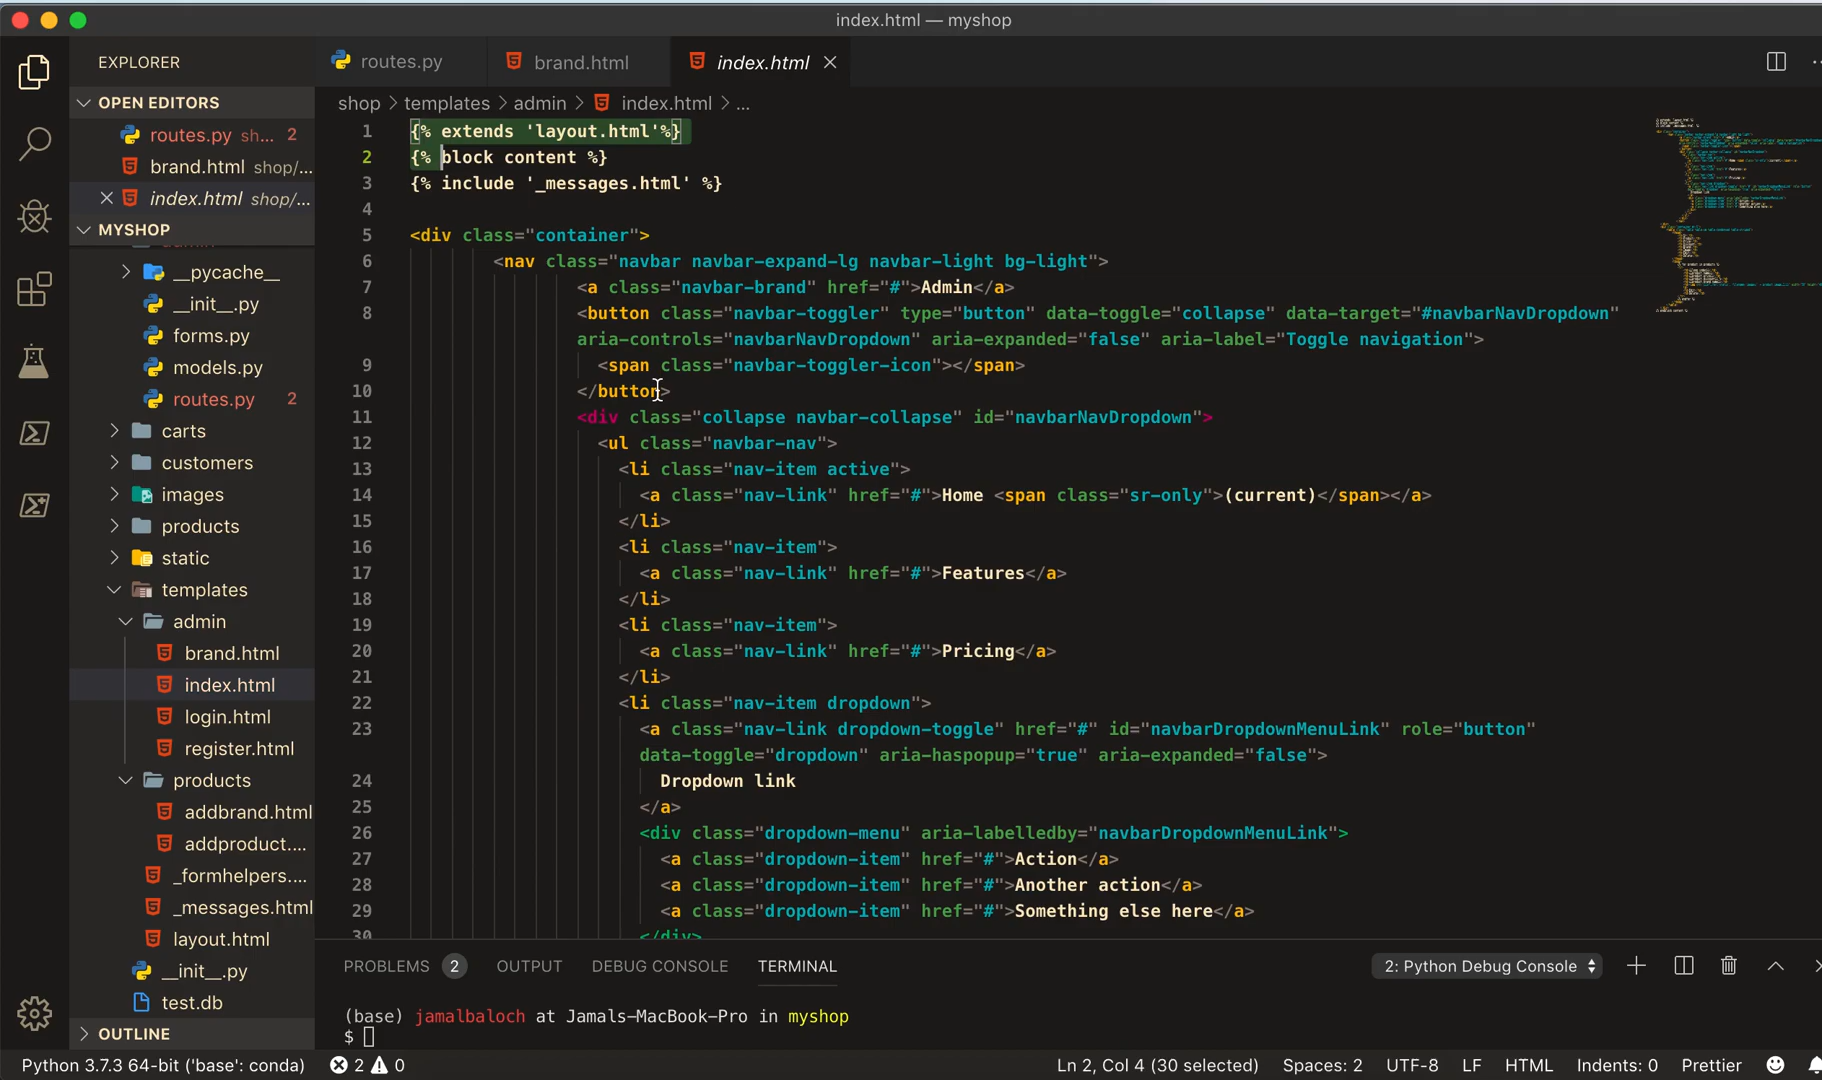 index.html — myshop
EXPLORER
routes.py
brand.html
index.html
OPEN EDITORS
routes.py sh... 2
brand.html shop/...
index.html shop/...
MYSHOP
__pycache__
__init__.py
forms.py
models.py
routes.py 2
carts
customers
images
products
static
templates
admin
brand.html
index.html
login.html
register.html
products
addbrand.html
addproduct....
_formhelpers....
_messages.html
layout.html
__init__.py
test.db
OUTLINE
shop > templates > admin > index.html > ...
1 {% extends 'layout.html'%}
2 {% block content %}
3 {% include '_messages.html' %}
4
5 <div class="container">
6 <nav class="navbar navbar-expand-lg navbar-light bg-light">
7 <a class="navbar-brand" href="#">Admin</a>
8 <button class="navbar-toggler" type="button" data-toggle="collapse" data-target="#navbarNavDropdown"
aria-controls="navbarNavDropdown" aria-expanded="false" aria-label="Toggle navigation">
9 <span class="navbar-toggler-icon"></span>
10 </button>
11 <div class="collapse navbar-collapse" id="navbarNavDropdown">
12 <ul class="navbar-nav">
13 <li class="nav-item active">
14 <a class="nav-link" href="#">Home <span class="sr-only">(current)</span></a>
15 </li>
16 <li class="nav-item">
17 <a class="nav-link" href="#">Features</a>
18 </li>
19 <li class="nav-item">
20 <a class="nav-link" href="#">Pricing</a>
21 </li>
22 <li class="nav-item dropdown">
23 <a class="nav-link dropdown-toggle" href="#" id="navbarDropdownMenuLink" role="button"
data-toggle="dropdown" aria-haspopup="true" aria-expanded="false">
24 Dropdown link
25 </a>
26 <div class="dropdown-menu" aria-labelledby="navbarDropdownMenuLink">
27 <a class="dropdown-item" href="#">Action</a>
28 <a class="dropdown-item" href="#">Another action</a>
29 <a class="dropdown-item" href="#">Something else here</a>
30 </div>
PROBLEMS 2 OUTPUT DEBUG CONSOLE TERMINAL 2: Python Debug Console
(base) jamalbaloch at Jamals-MacBook-Pro in myshop
$
Python 3.7.3 64-bit ('base': conda) 2 0 Ln 2, Col 4 (30 selected) Spaces: 2 UTF-8 LF HTML Indents: 0 Prettier